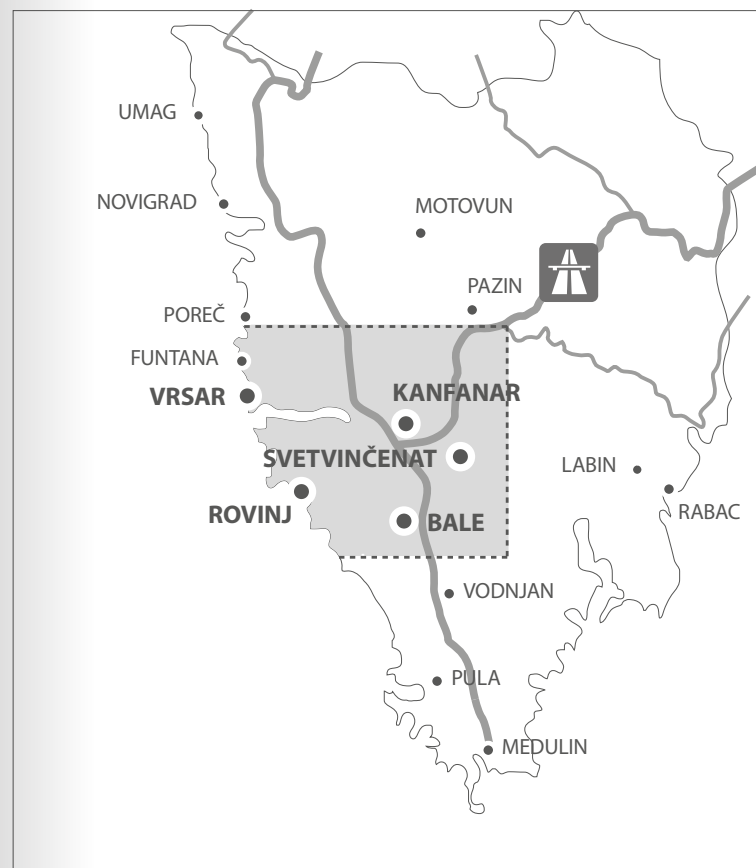 UMAG
NOVIGRAD
MOTOVUN
PAZIN
POREČ
FUNTANA
VRSAR
KANFANAR
SVETVINČENAT
LABIN
ROVINJ
BALE
RABAC
VODNJAN
PULA
MEDULIN